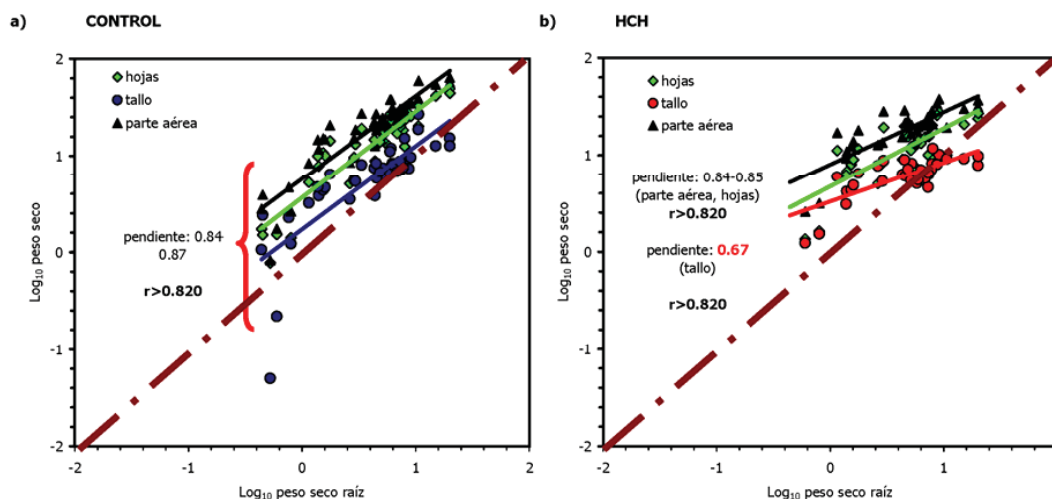 a) CONTROL
2
hojas
tallo
parte aérea
1
0
-1
-2
Log10 peso seco
pendiente: 0.84
0.87
r>0.820
-2 -1 0 1 2
Log10 peso seco raíz
b) HCH
2
hojas
tallo
parte aérea
1
0
-1
-2
Log10 peso seco
pendiente: 0.84-0.85
(parte aérea, hojas)
r>0.820
pendiente: 0.67
(tallo)
r>0.820
-2 -1 0 1
Log10 peso seco raíz